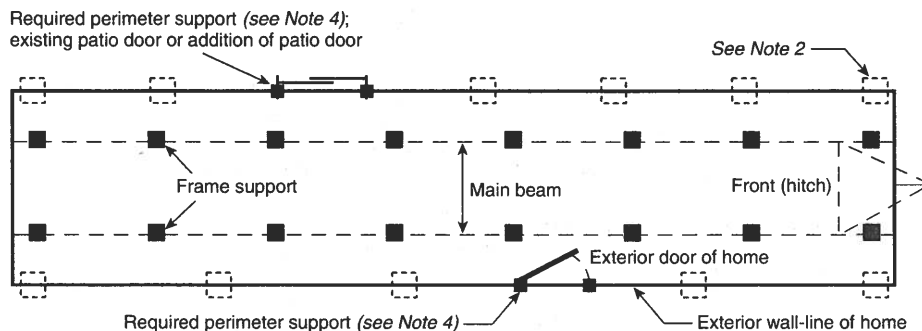 Required perimeter support (see Note 4);
existing patio door or addition of patio door
See Note 2
Frame support
Main beam
Front (hitch)
Exterior door of home
Required perimeter support (see Note 4)
Exterior wall-line of home